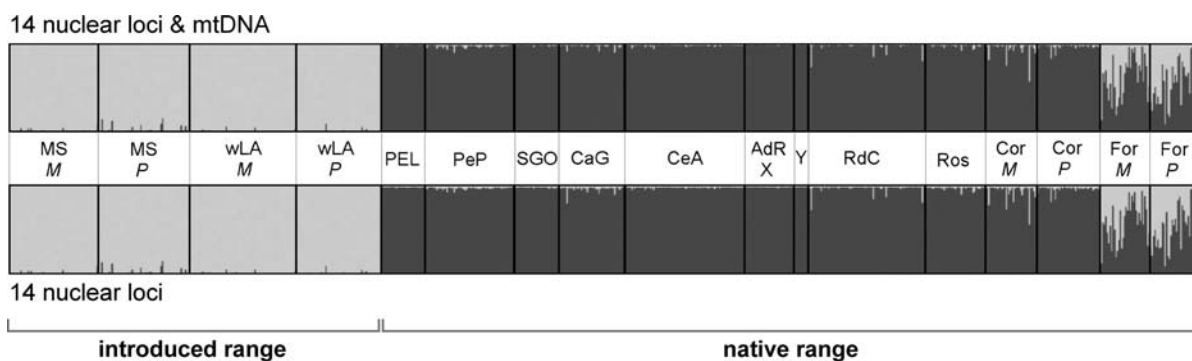 14 nuclear loci & mtDNA
MS MS wLA wLA PEL PeP SGO CaG CeA AdR Y RdC Ros Cor Cor For For
M P M P X M P M P
14 nuclear loci
introduced range native range